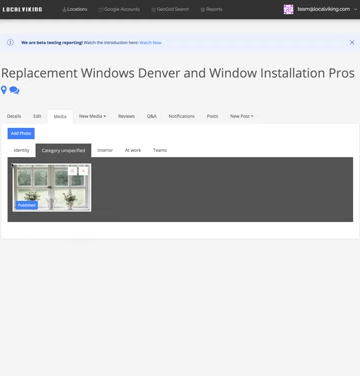 LOCALVIKING
Locations
Google Accounts
GeoGrid Search
Reports
team@localviking.com
We are beta testing reporting! Watch the introduction here: Watch Now
Replacement Windows Denver and Window Installation Pros
Details
Edit
Media
New Media
Reviews
Q&A
Notifications
Posts
New Post
Add Photo
Identity
Category unspecified
Interior
At work
Teams
Published